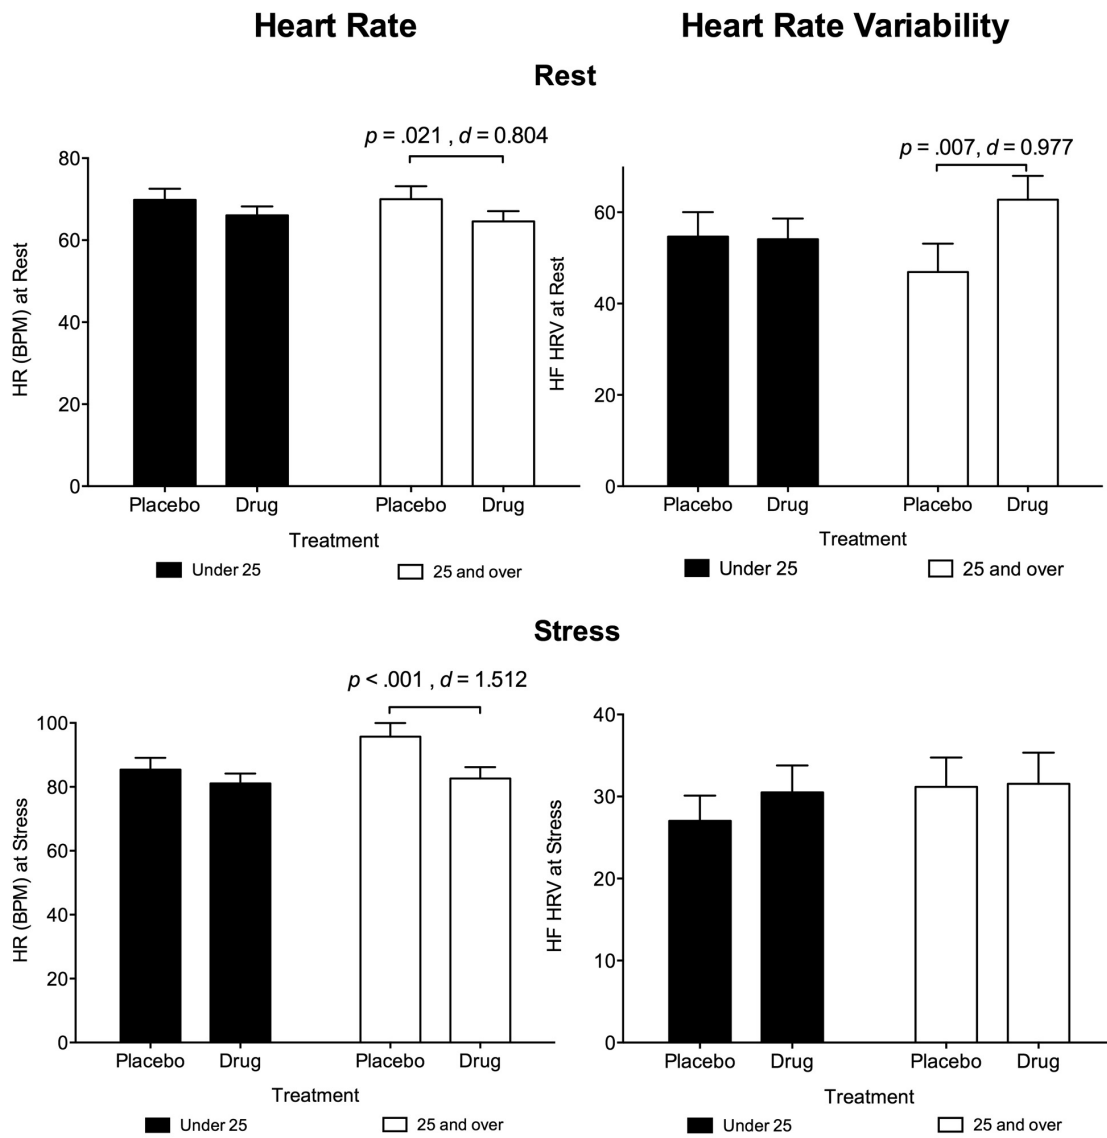 Heart Rate
Heart Rate Variability
Rest
p = .021 , d = 0.804
80
60
40
20
0
HR (BPM) at Rest
Placebo Drug Placebo Drug
Treatment
Under 25 25 and over
p = .007, d = 0.977
60
40
20
0
HF HRV at Rest
Placebo Drug Placebo Drug
Treatment
Under 25 25 and over
Stress
p < .001 , d = 1.512
100
80
60
40
20
0
HR (BPM) at Stress
Placebo Drug Placebo Drug
Treatment
Under 25 25 and over
40
30
20
10
0
HF HRV at Stress
Placebo Drug Placebo Drug
Treatment
Under 25 25 and over